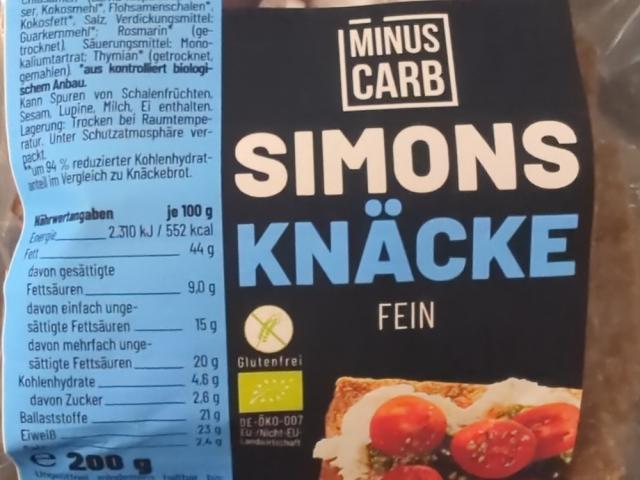 ser, Kokosmehl*, Flohsamenschalen*,
Kokosfett*, Salz, Verdickungsmittel:
Guarkernmehl*; Rosmarin* (ge-
trocknet), Säuerungsmittel: Mono-
kaliumtartrat; Thymian* (getrocknet,
gemahlen). *aus kontrolliert biologi-
schem Anbau.
Kann Spuren von Schalenfrüchten,
Sesam, Lupine, Milch, Ei enthalten.
Lagerung: Trocken bei Raumtempe-
ratur. Unter Schutzatmosphäre ver-
packt.
**um 94 % reduzierter Kohlenhydrat-
anteil im Vergleich zu Knäckebrot.
Nährwertangaben je 100 g
Energie 2.310 kJ / 552 kcal
Fett 44 g
davon gesättigte
Fettsäuren 9,0 g
davon einfach unge-
sättigte Fettsäuren 15 g
davon mehrfach unge-
sättigte Fettsäuren 20 g
Kohlenhydrate 4,6 g
davon Zucker 2,6 g
Ballaststoffe 21 g
Eiweiß 23 g
2,4 g
e 200 g
MINUS
CARB
SIMONS
KNÄCKE
FEIN
Glutenfrei
DE-ÖKO-007
EU-/Nicht-EU-
Landwirtschaft